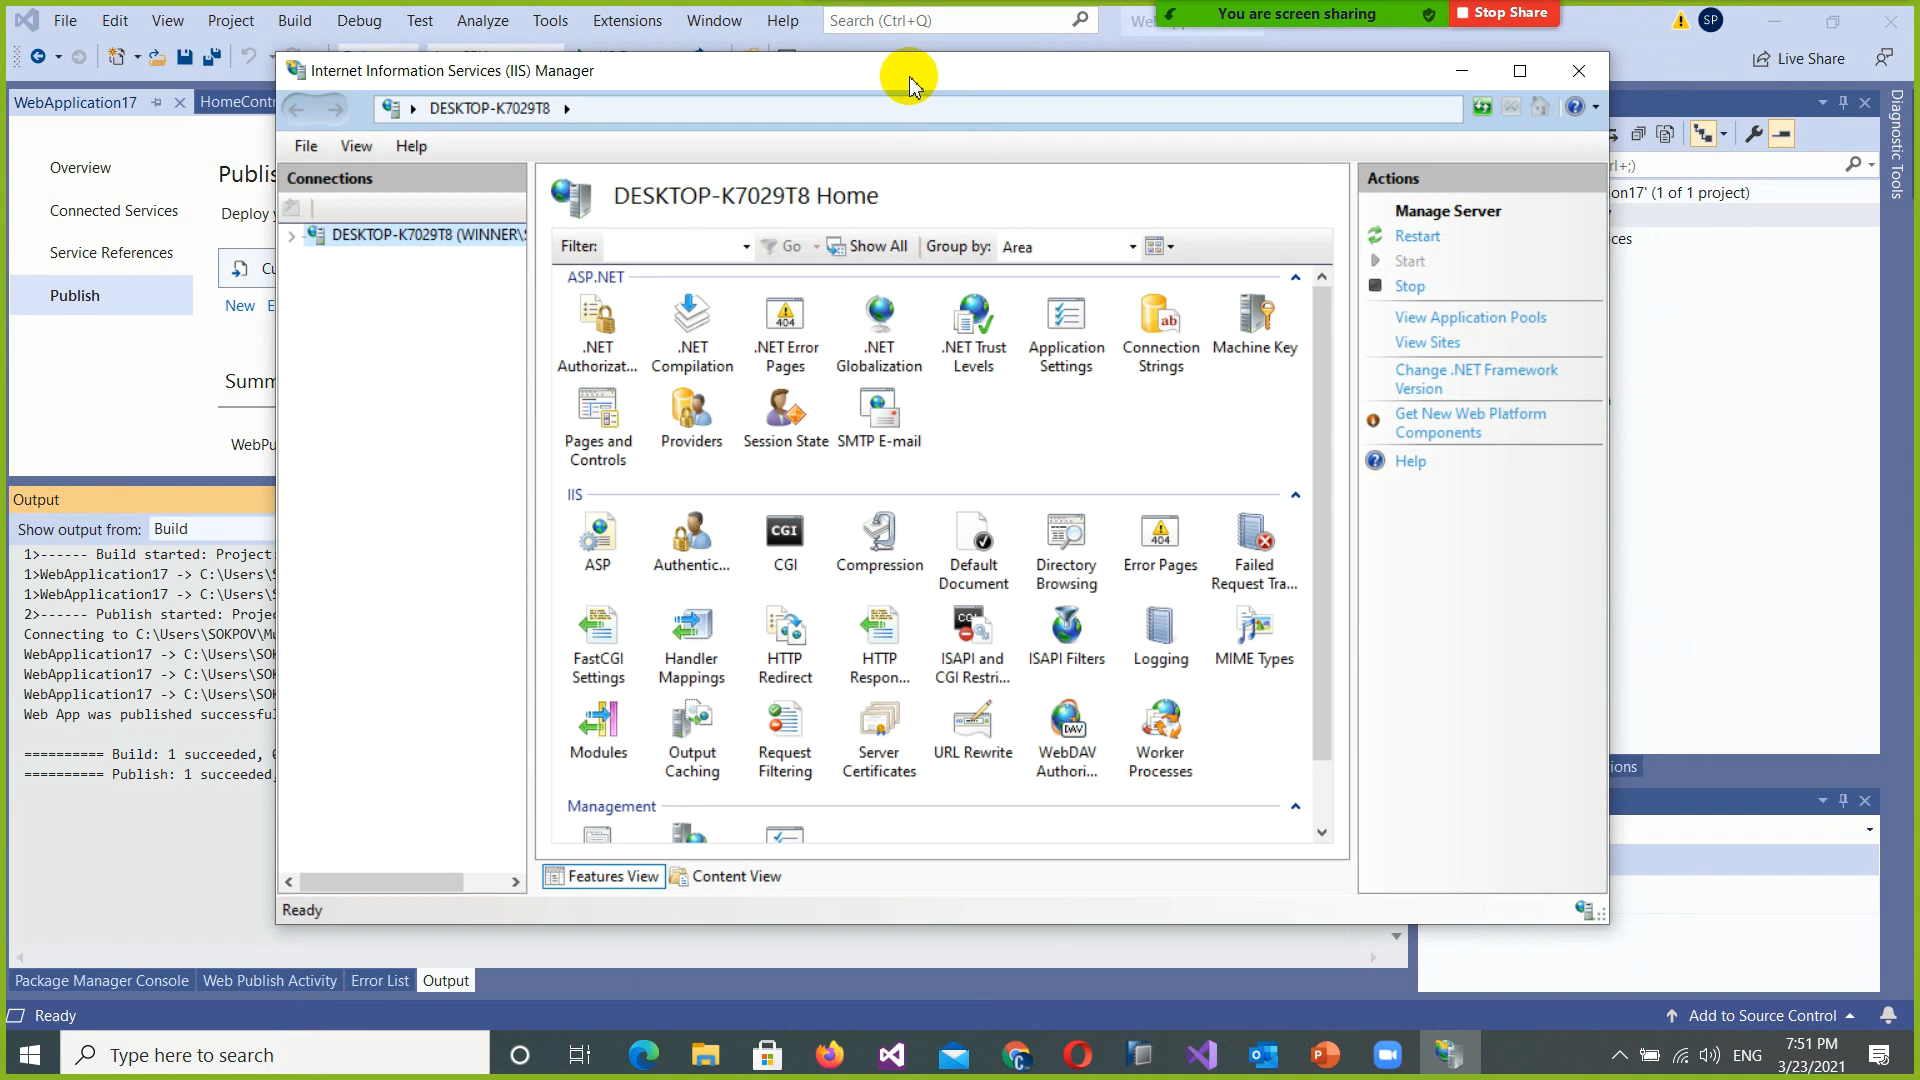 File Edit View Project Build Debug Test Analyze Tools Extensions Window Help Search (Ctrl+Q)
You are screen sharing
Stop Share
SP
Live Share
WebApplication17
Overview
Connected Services
Service References
Publish
New
Output
Show output from: Build
1>------ Build started: Project:
1>WebApplication17 -> C:\Users\S
1>WebApplication17 -> C:\Users\S
2>------ Publish started: Projec
Connecting to C:\Users\SOKPOV\Mu
WebApplication17 -> C:\Users\SOK
WebApplication17 -> C:\Users\SOK
WebApplication17 -> C:\Users\SOK
Web App was published successful
========== Build: 1 succeeded,
========== Publish: 1 succeeded,
Internet Information Services (IIS) Manager
DESKTOP-K7029T8
File View Help
Connections
DESKTOP-K7029T8 (WINNER\S
DESKTOP-K7029T8 Home
Filter: Go Show All Group by: Area
ASP.NET
.NET Authorizat...
.NET Compilation
.NET Error Pages
.NET Globalization
.NET Trust Levels
Application Settings
Connection Strings
Machine Key
Pages and Controls
Providers
Session State
SMTP E-mail
IIS
ASP
Authentic...
CGI
Compression
Default Document
Directory Browsing
Error Pages
Failed Request Tra...
FastCGI Settings
Handler Mappings
HTTP Redirect
HTTP Respon...
ISAPI and CGI Restri...
ISAPI Filters
Logging
MIME Types
Modules
Output Caching
Request Filtering
Server Certificates
URL Rewrite
WebDAV Authori...
Worker Processes
Management
Features View Content View
Ready
Actions
Manage Server
Restart
Start
Stop
View Application Pools
View Sites
Change .NET Framework
Version
Get New Web Platform
Components
Help
on17' (1 of 1 project)
Diagnostic Tools
Package Manager Console Web Publish Activity Error List Output
Ready
Add to Source Control
Type here to search
ENG
7:51 PM
3/23/2021